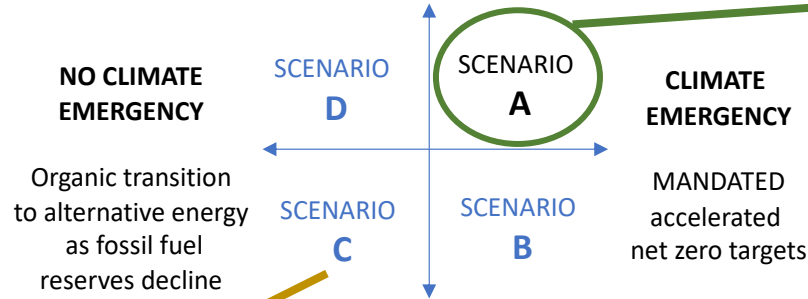 NO CLIMATE
EMERGENCY
Organic transition
to alternative energy
as fossil fuel
reserves decline
SCENARIO
D
SCENARIO
A
SCENARIO
C
SCENARIO
B
CLIMATE
EMERGENCY
MANDATED
accelerated
net zero targets